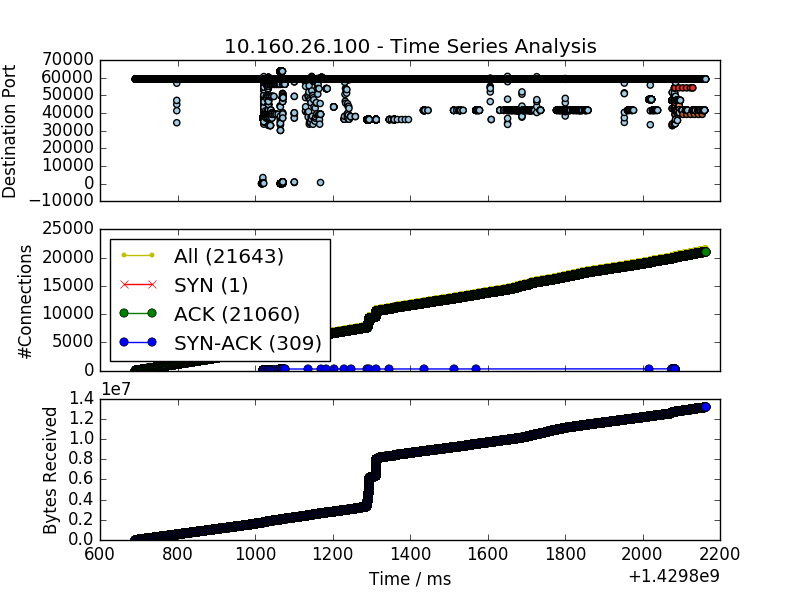 10.160.26.100 - Time Series Analysis
Destination Port
70000
60000
50000
40000
30000
20000
10000
0
−10000
#Connections
25000
20000
15000
10000
5000
0
All (21643)
SYN (1)
ACK (21060)
SYN-ACK (309)
1e7
Bytes Received
1.4
1.2
1.0
0.8
0.6
0.4
0.2
0.0
600 800 1000 1200 1400 1600 1800 2000 2200
Time / ms
+1.4298e9